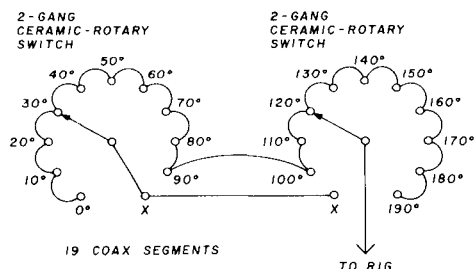 2-GANG
CERAMIC-ROTARY
SWITCH
2-GANG
CERAMIC-ROTARY
SWITCH
50°
40°
60°
30°
70°
20°
80°
10°
90°
0°
X
140°
130°
150°
120°
160°
110°
170°
100°
180°
190°
X
19 COAX SEGMENTS
TO RIG